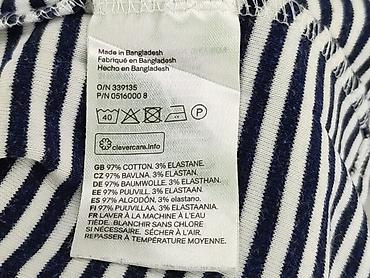 Made in Bangladesh
Fabriqué en Bangladesh
Hecho en Bangladesh
O/N 339135
P/N 0516000 8
40 P
clevercare.info
GB 97% COTTON. 3% ELASTANE.
CZ 97% BAVLNA. 3% ELASTAN.
DE 97% BAUMWOLLE. 3% ELASTHAN.
EE 97% PUUVILL. 3% ELASTAAN.
ES 97% ALGODÓN, 3% elastano.
FI 97% PUUVILLAA. 3% ELASTAANIA.
FR LAVER À LA MACHINE À L'EAU
TIÈDE. BLANCHIR SANS CHLORE
SI NÉCESSAIRE. SÉCHER À L'AIR.
REPASSER À TEMPÉRATURE MOYENNE.